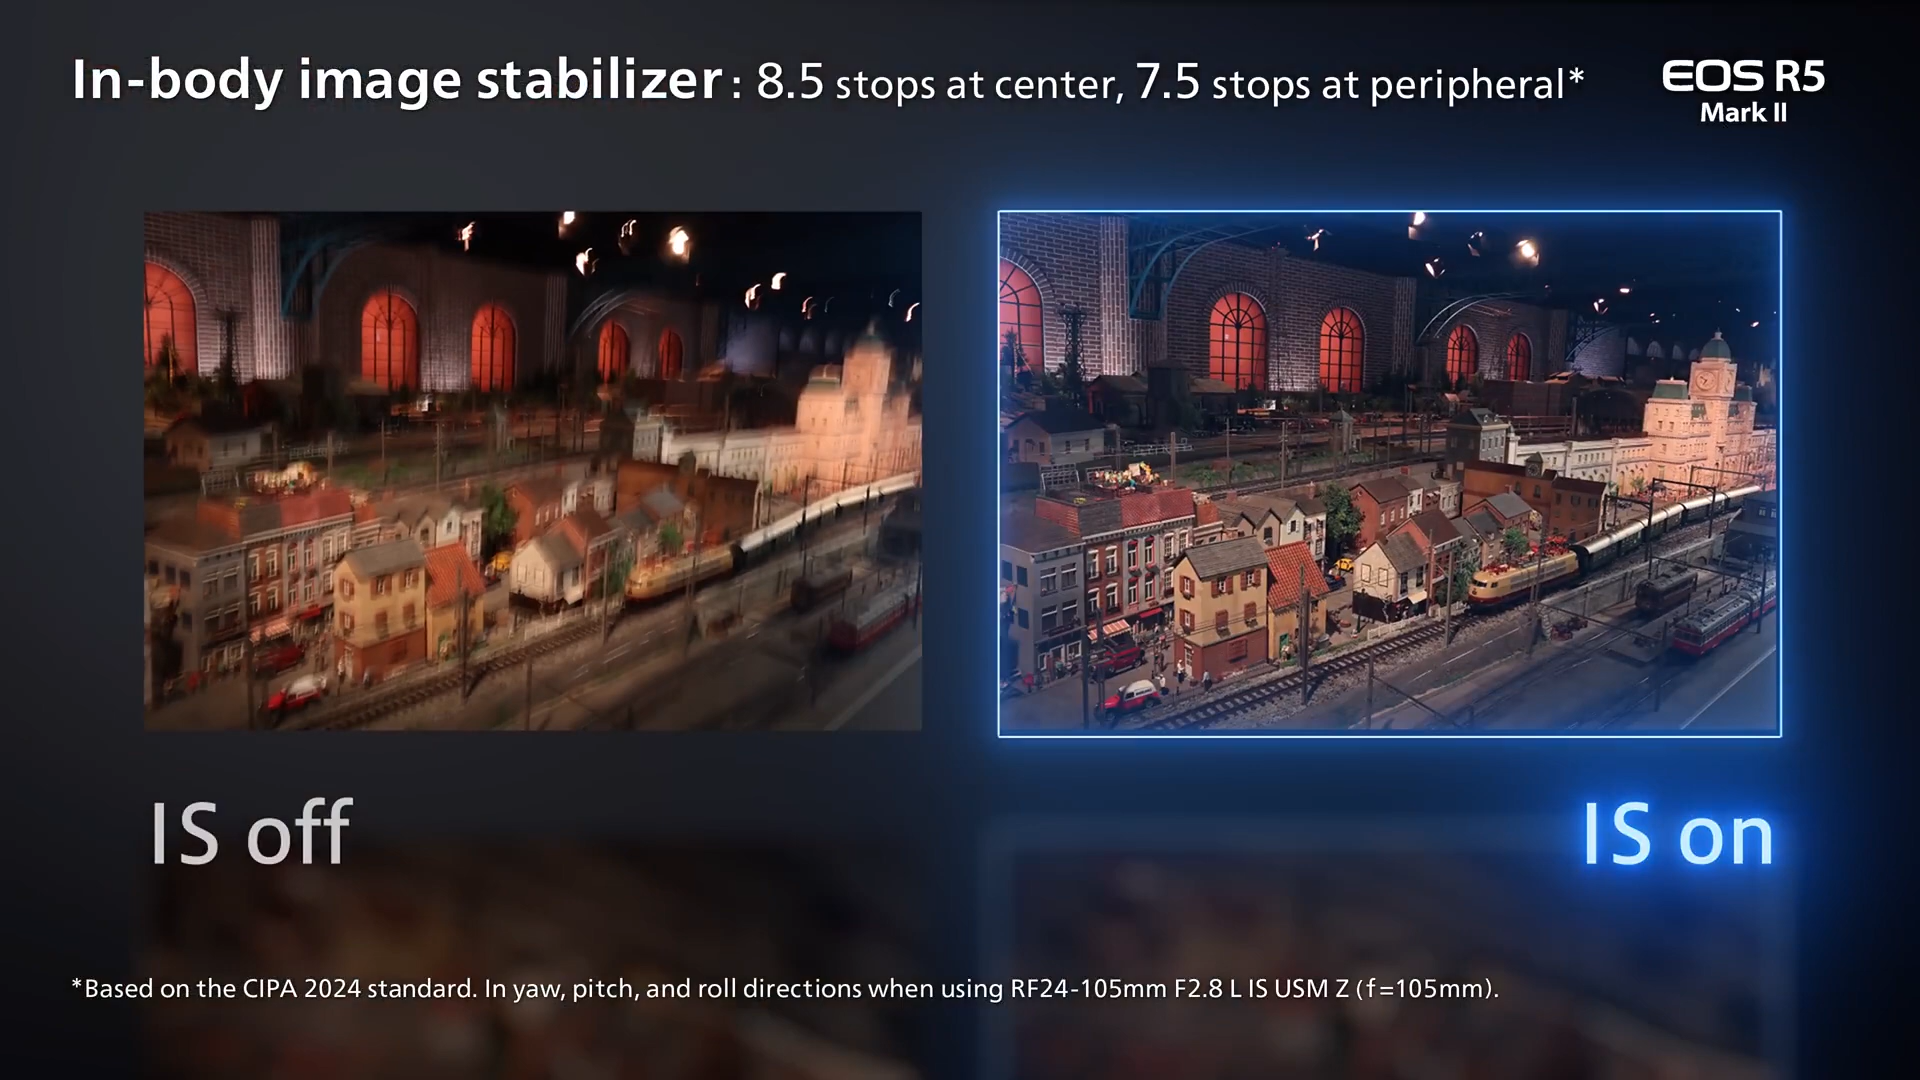 In-body image stabilizer: 8.5 stops at center, 7.5 stops at peripheral*
EOS R5
Mark II
IS off
IS on
*Based on the CIPA 2024 standard. In yaw, pitch, and roll directions when using RF24-105mm F2.8 L IS USM Z (f=105mm).